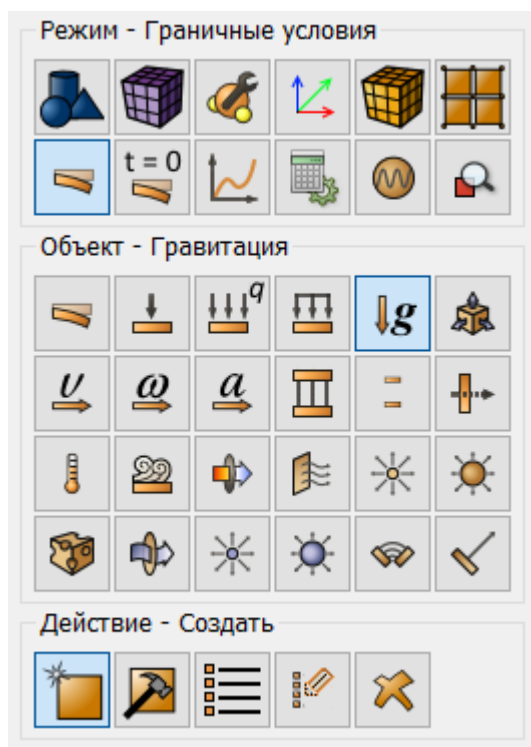 Режим - Граничные условия
t = 0
Объект - Гравитация
q
g
υ
ω
a
Действие - Создать